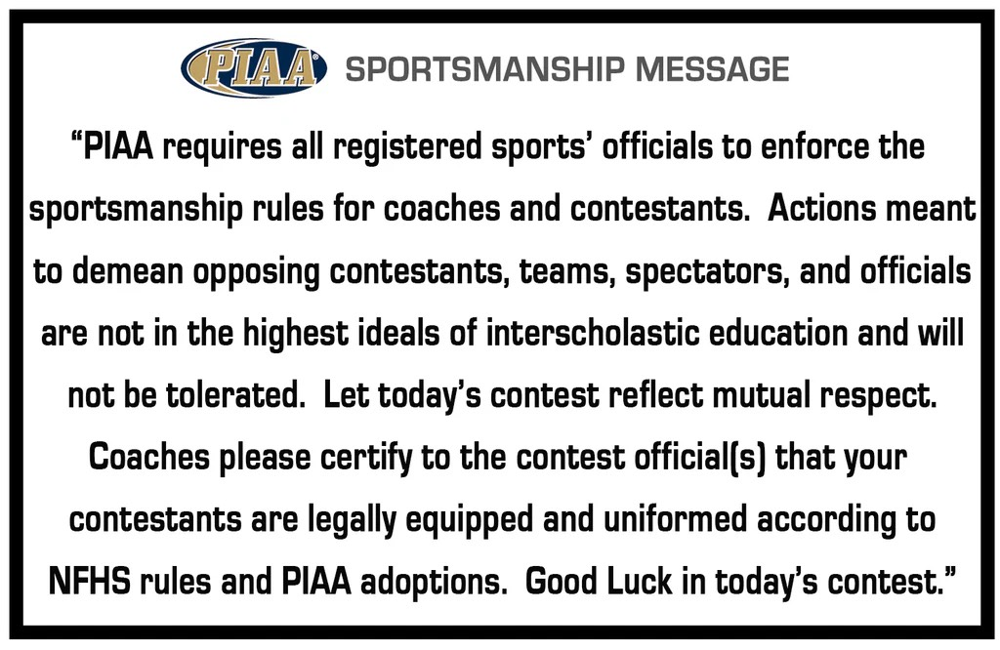 PIAA® SPORTSMANSHIP MESSAGE
“PIAA requires all registered sports’ officials to enforce the
sportsmanship rules for coaches and contestants.  Actions meant
to demean opposing contestants, teams, spectators, and officials
are not in the highest ideals of interscholastic education and will
not be tolerated.  Let today’s contest reflect mutual respect.
Coaches please certify to the contest official(s) that your
contestants are legally equipped and uniformed according to
NFHS rules and PIAA adoptions.  Good Luck in today’s contest.”